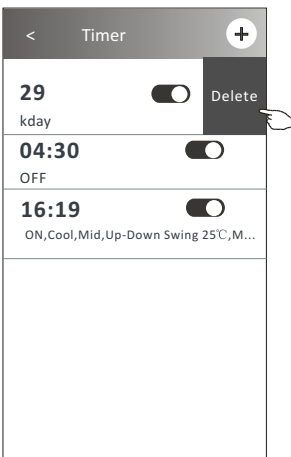 < Timer +
29 Delete
kday
04:30
OFF
16:19
ON,Cool,Mid,Up-Down Swing 25℃,M...